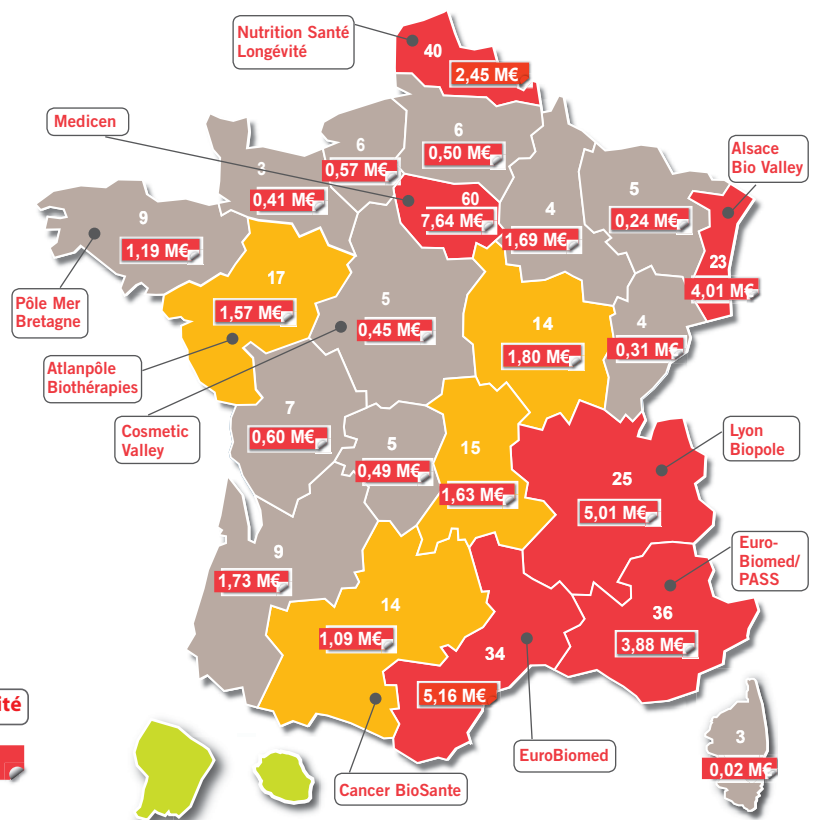 Nutrition Santé
Longévité
40
2,45 M€
Medicen
6
0,57 M€
6
0,50 M€
Alsace
Bio Valley
3
0,41 M€
60
7,64 M€
4
1,69 M€
5
0,24 M€
9
1,19 M€
23
4,01 M€
17
1,57 M€
Pôle Mer
Bretagne
5
0,45 M€
14
1,80 M€
4
0,31 M€
Atlanpôle
Biothérapies
Cosmetic
Valley
7
0,60 M€
5
0,49 M€
15
1,63 M€
Lyon
Biopole
25
5,01 M€
9
1,73 M€
Euro-
Biomed/
PASS
14
1,09 M€
36
3,88 M€
34
5,16 M€
ité
EuroBiomed
3
0,02 M€
Cancer BioSante